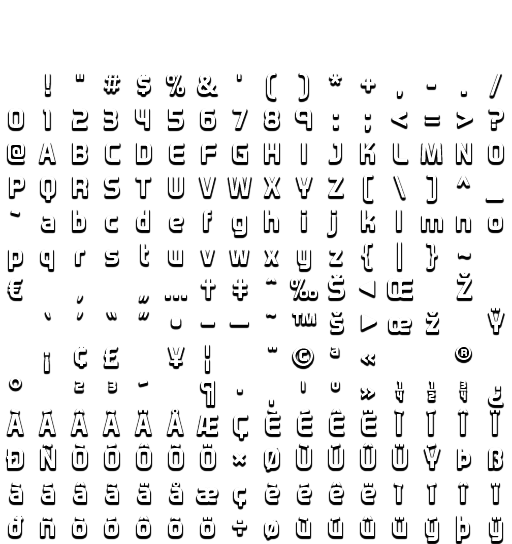 ! " # $ % & ' ( ) * + , - . /
0 1 2 3 4 5 6 7 8 9 : ; < = > ?
@ A B C D E F G H I J K L M N O
P Q R S T U V W X Y Z [ \ ] ^ _
` a b c d e f g h i j k l m n o
p q r s t u v w x y z { | } ~
€ ‚ „ … † ‡ ˆ ‰ Š Œ Ž
‘ ’ “ ” – — ˜ ™ š œ ž Ÿ
¡ ¢ £ ¥ ¦ ¨ © ª « ®
° ² ³ ´ ¶ · ¸ ¹ º » ¼ ½ ¾ ¿
À Á Â Ã Ä Å Æ Ç È É Ê Ë Ì Í Î Ï
Ð Ñ Ò Ó Ô Õ Ö × Ø Ù Ú Û Ü Ý Þ ß
à á â ã ä å æ ç è é ê ë ì í î ï
ð ñ ò ó ô õ ö ÷ ø ù ú û ü ý þ ÿ